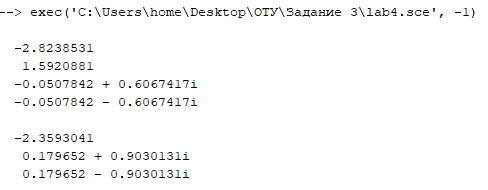 --> exec('C:\Users\home\Desktop\ОТУ\Задание 3\lab4.sce', -1)
-2.8238531
1.5920881
-0.0507842 + 0.6067417i
-0.0507842 - 0.6067417i
-2.3593041
0.179652 + 0.9030131i
0.179652 - 0.9030131i